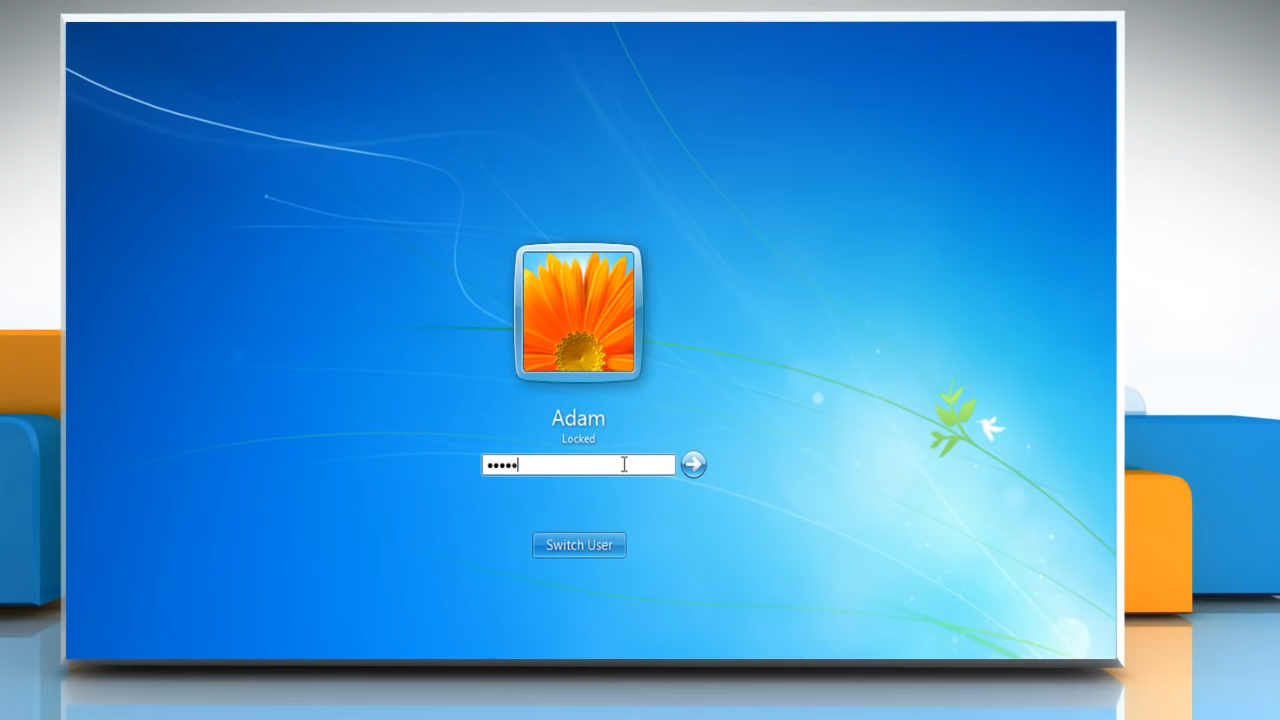 Adam
Locked
•••••
Switch User